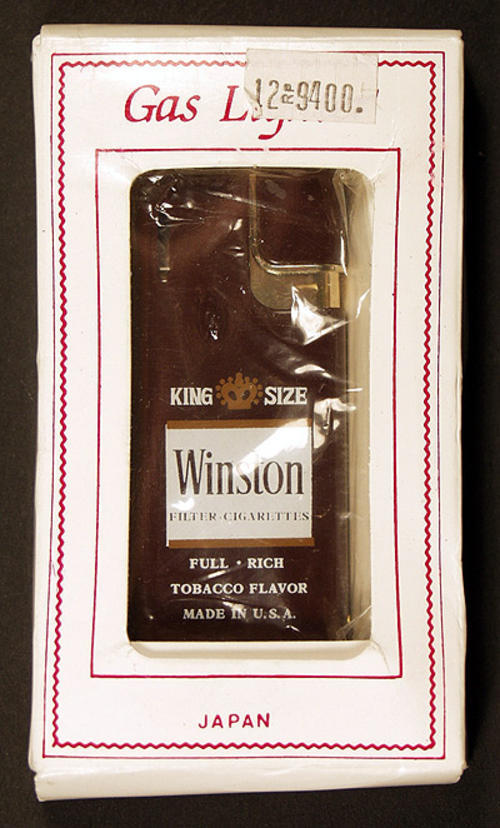 Gas
12 9400.
KING SIZE
Winston
FILTER-CIGARETTES
FULL • RICH
TOBACCO FLAVOR
MADE IN U.S.A.
JAPAN